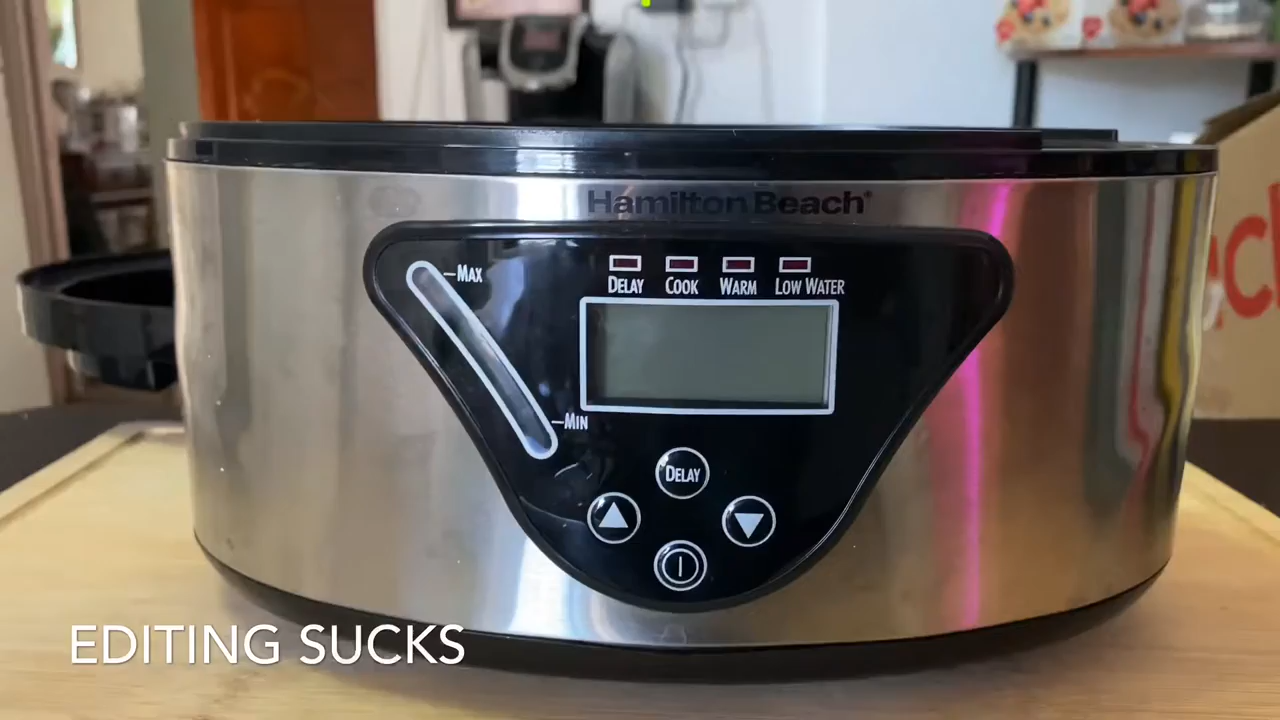 Hamilton Beach®
MAX
DELAY COOK WARM LOW WATER
MIN
DELAY
EDITING SUCKS